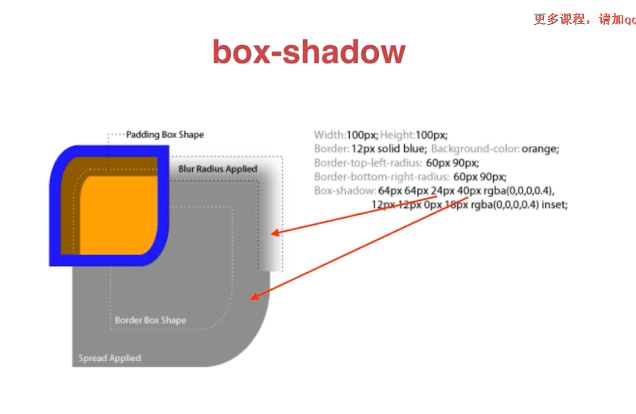 更多课程，请加qq
box-shadow
Padding Box Shape
Blur Radius Applied
Border Box Shape
Spread Applied
Width:100px; Height:100px;
Border: 12px solid blue; Background-color: orange;
Border-top-left-radius: 60px 90px;
Border-bottom-right-radius: 60px 90px;
Box-shadow: 64px 64px 24px 40px rgba(0,0,0,0.4),
12px 12px 0px 18px rgba(0,0,0,0.4) inset;